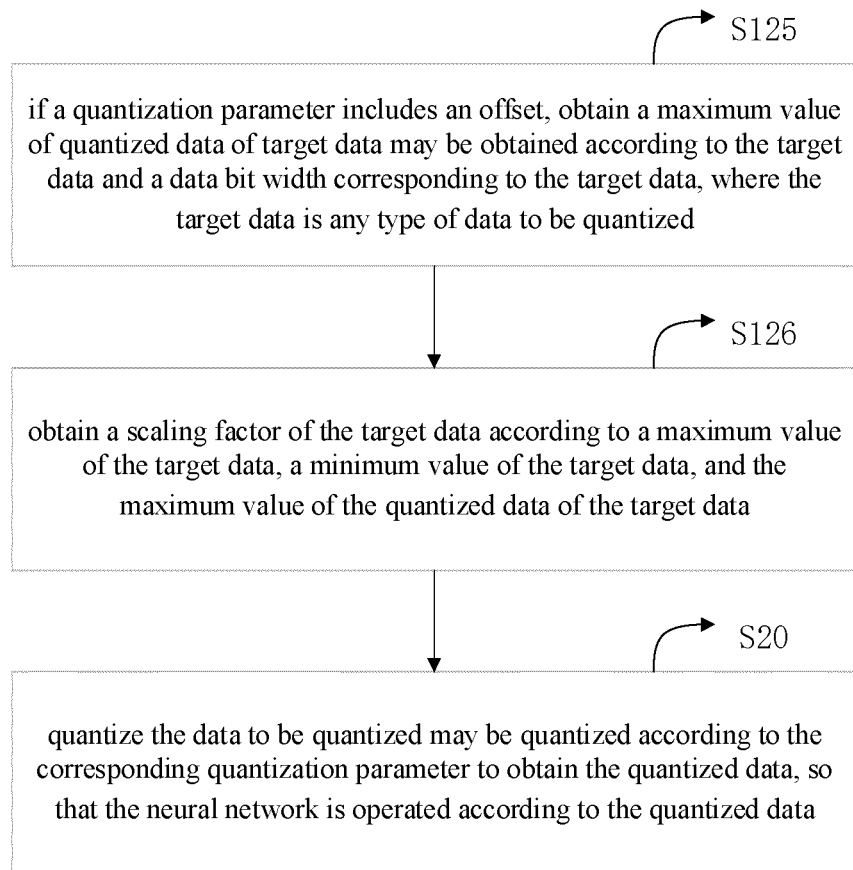 S125
if a quantization parameter includes an offset, obtain a maximum value
of quantized data of target data may be obtained according to the target
data and a data bit width corresponding to the target data, where the
target data is any type of data to be quantized
S126
obtain a scaling factor of the target data according to a maximum value
of the target data, a minimum value of the target data, and the
maximum value of the quantized data of the target data
S20
quantize the data to be quantized may be quantized according to the
corresponding quantization parameter to obtain the quantized data, so
that the neural network is operated according to the quantized data